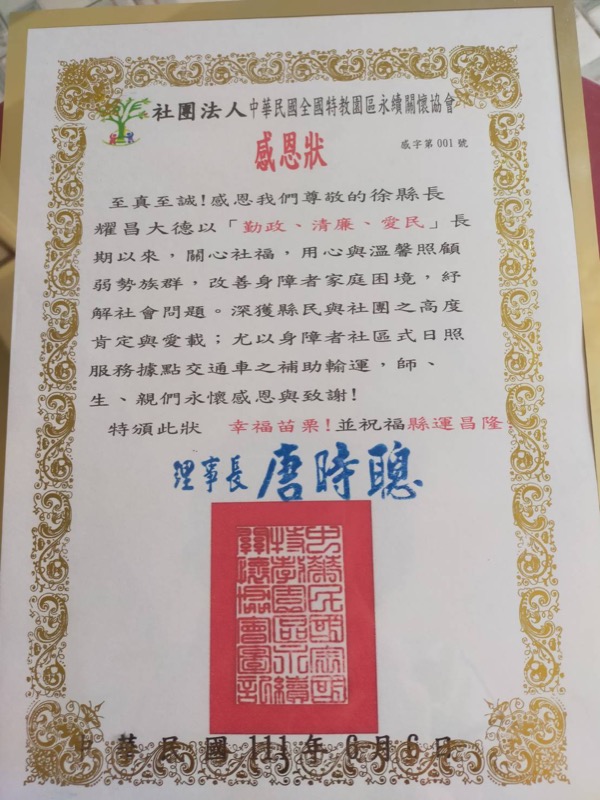 社團法人中華民國全國特教園區永續關懷協會
感恩狀
感字第001號
至真至誠!感恩我們尊敬的徐縣長
耀昌大德以「勤政、清廉、愛民」長
期以來，關心社福，用心與溫馨照顧
弱勢族群，改善身障者家庭困境，紓
解社會問題。深獲縣民與社團之高度
肯定與愛載；尤以身障者社區式日照
服務據點交通車之補助輸運，師、
生、親們永懷感恩與致謝!
特頒此狀 幸福苗栗!並祝福縣運昌隆
理事長 唐時聰
中華民國 111 年 6 月 6 日